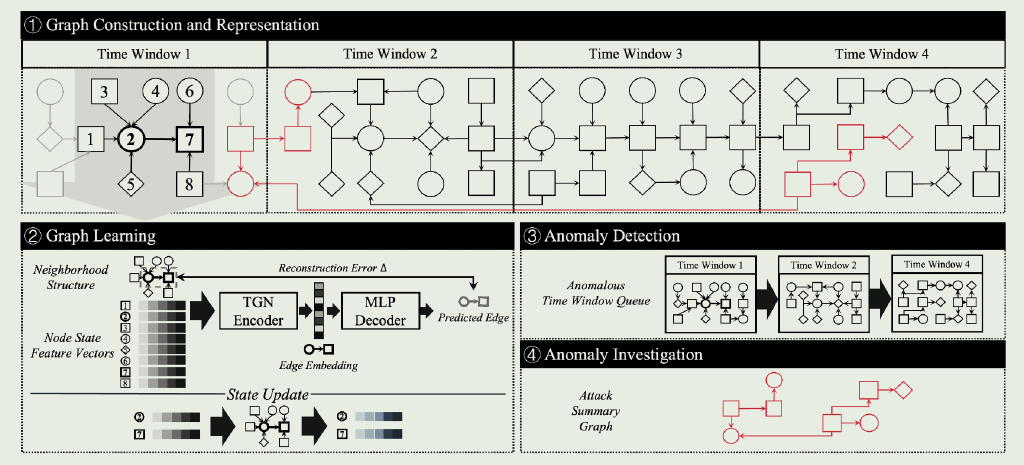 ① Graph Construction and Representation
Time Window 1 Time Window 2 Time Window 3 Time Window 4
3 4 6
1 2 7
5 8
② Graph Learning
Neighborhood
Structure
Reconstruction Error Δ
TGN
Encoder
MLP
Decoder
Predicted Edge
Node State
Feature Vectors
1
2
3
4
6
7
8
Edge Embedding
State Update
2 2
7 7
③ Anomaly Detection
Anomalous
Time Window Queue
Time Window 1 Time Window 2 Time Window 4
④ Anomaly Investigation
Attack
Summary
Graph